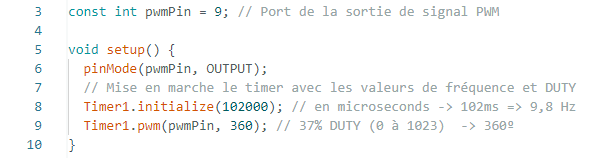 3 const int pwmPin = 9; // Port de la sortie de signal PWM
4
5 void setup() {
6 pinMode(pwmPin, OUTPUT);
7 // Mise en marche le timer avec les valeurs de fréquence et DUTY
8 Timer1.initialize(102000); // en microseconds -> 102ms => 9,8 Hz
9 Timer1.pwm(pwmPin, 360); // 37% DUTY (0 à 1023)  -> 360º
10 }